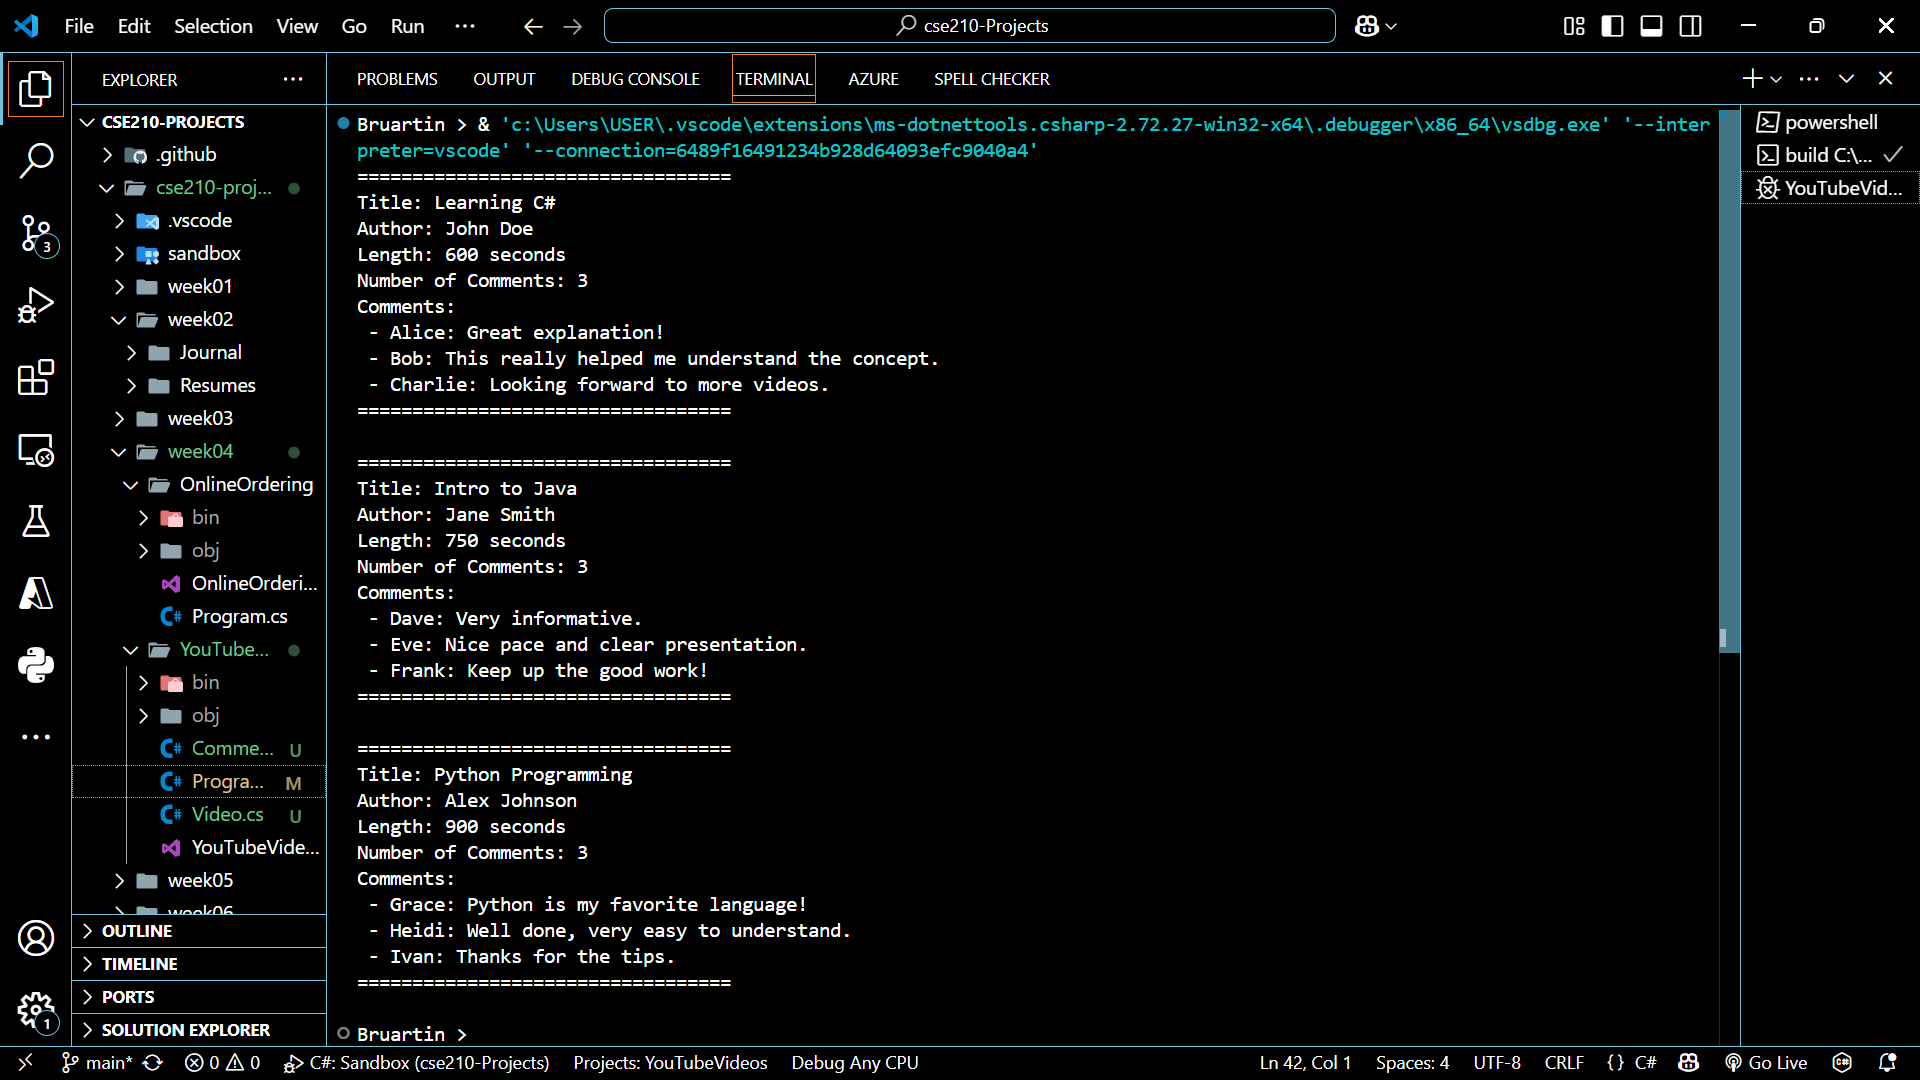 File Edit Selection View Go Run ···
cse210-Projects
EXPLORER ···
CSE210-PROJECTS
.github
cse210-proj...
.vscode
sandbox
week01
week02
Journal
Resumes
week03
week04
OnlineOrdering
bin
obj
OnlineOrderi...
Program.cs
YouTube...
bin
obj
Comme... U
Progra... M
Video.cs U
YouTubeVide...
week05
week06
OUTLINE
TIMELINE
PORTS
SOLUTION EXPLORER
3
1
PROBLEMS OUTPUT DEBUG CONSOLE TERMINAL AZURE SPELL CHECKER
Bruartin > & 'c:\Users\USER\.vscode\extensions\ms-dotnettools.csharp-2.72.27-win32-x64\.debugger\x86_64\vsdbg.exe' '--inter
preter=vscode' '--connection=6489f16491234b928d64093efc9040a4'
==================================
Title: Learning C#
Author: John Doe
Length: 600 seconds
Number of Comments: 3
Comments:
- Alice: Great explanation!
- Bob: This really helped me understand the concept.
- Charlie: Looking forward to more videos.
==================================
==================================
Title: Intro to Java
Author: Jane Smith
Length: 750 seconds
Number of Comments: 3
Comments:
- Dave: Very informative.
- Eve: Nice pace and clear presentation.
- Frank: Keep up the good work!
==================================
==================================
Title: Python Programming
Author: Alex Johnson
Length: 900 seconds
Number of Comments: 3
Comments:
- Grace: Python is my favorite language!
- Heidi: Well done, very easy to understand.
- Ivan: Thanks for the tips.
==================================
Bruartin >
powershell
build C:\...
YouTubeVid...
main* 0 0 C#: Sandbox (cse210-Projects) Projects: YouTubeVideos Debug Any CPU Ln 42, Col 1 Spaces: 4 UTF-8 CRLF {} C# Go Live